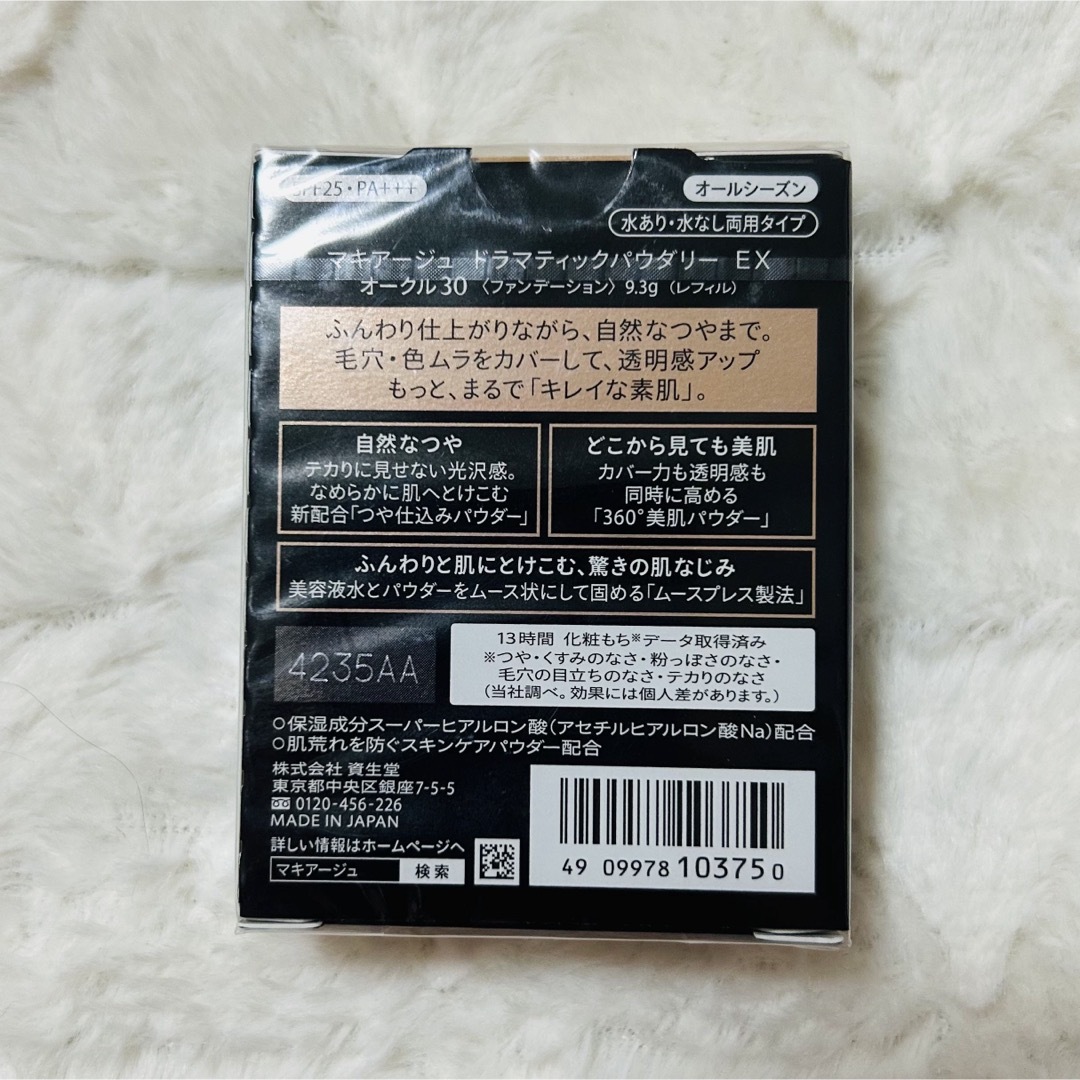 SPF25・PA+++
オールシーズン
水あり・水なし両用タイプ
マキアージュ ドラマティックパウダリー EX
オークル30 〈ファンデーション〉 9.3g (レフィル)
ふんわり仕上がりながら、自然なつやまで。
毛穴・色ムラをカバーして、透明感アップ
もっと、まるで「キレイな素肌」。
自然なつや
テカりに見せない光沢感。
なめらかに肌へとけこむ
新配合「つや仕込みパウダー」
どこから見ても美肌
カバー力も透明感も
同時に高める
「360°美肌パウダー」
ふんわりと肌にとけこむ、驚きの肌なじみ
美容液水とパウダーをムース状にして固める「ムースプレス製法」
4235AA
13時間 化粧もち※データ取得済み
※つや・くすみのなさ・粉っぽさのなさ・
毛穴の目立ちのなさ・テカりのなさ
(当社調べ。効果には個人差があります。)
○保湿成分スーパーヒアルロン酸(アセチルヒアルロン酸Na)配合
○肌荒れを防ぐスキンケアパウダー配合
株式会社 資生堂
東京都中央区銀座7-5-5
0120-456-226
MADE IN JAPAN
詳しい情報はホームページへ
マキアージュ 検索
49 09978 103750